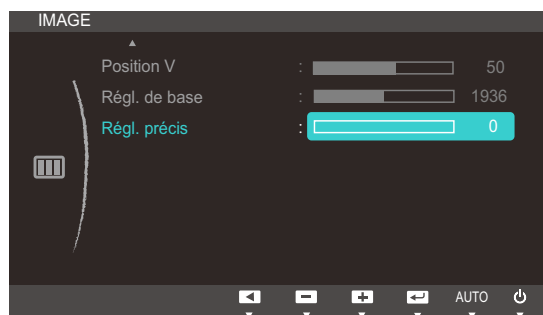 IMAGE
Position V : 50
Régl. de base : 1936
Régl. précis : 0
AUTO